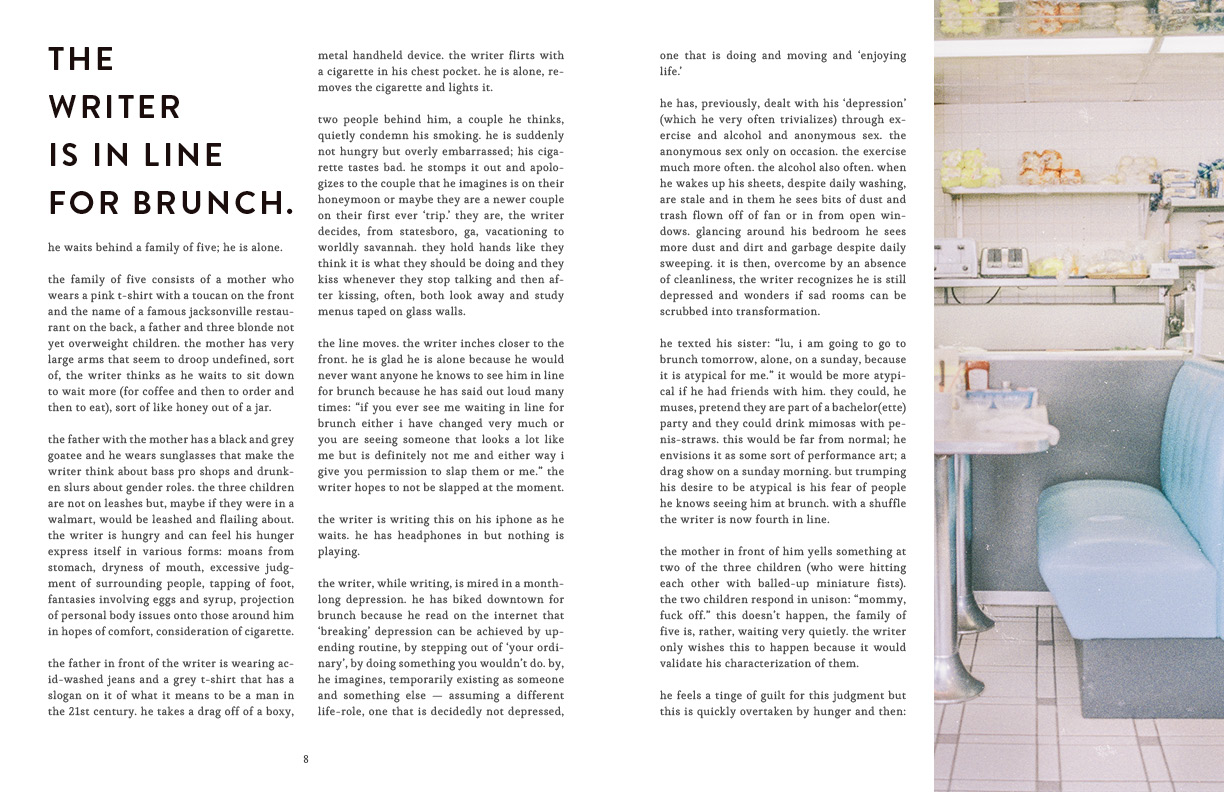 THE
WRITER
IS IN LINE
FOR BRUNCH.
he waits behind a family of five; he is alone.
the family of five consists of a mother who
wears a pink t-shirt with a toucan on the front
and the name of a famous jacksonville restau-
rant on the back, a father and three blonde not
yet overweight children. the mother has very
large arms that seem to droop undefined, sort
of, the writer thinks as he waits to sit down
to wait more (for coffee and then to order and
then to eat), sort of like honey out of a jar.
the father with the mother has a black and grey
goatee and he wears sunglasses that make the
writer think about bass pro shops and drunk-
en slurs about gender roles. the three children
are not on leashes but, maybe if they were in a
walmart, would be leashed and flailing about.
the writer is hungry and can feel his hunger
express itself in various forms: moans from
stomach, dryness of mouth, excessive judg-
ment of surrounding people, tapping of foot,
fantasies involving eggs and syrup, projection
of personal body issues onto those around him
in hopes of comfort, consideration of cigarette.
the father in front of the writer is wearing ac-
id-washed jeans and a grey t-shirt that has a
slogan on it of what it means to be a man in
the 21st century. he takes a drag off of a boxy,
metal handheld device. the writer flirts with
a cigarette in his chest pocket. he is alone, re-
moves the cigarette and lights it.
two people behind him, a couple he thinks,
quietly condemn his smoking. he is suddenly
not hungry but overly embarrassed; his ciga-
rette tastes bad. he stomps it out and apolo-
gizes to the couple that he imagines is on their
honeymoon or maybe they are a newer couple
on their first ever ‘trip.’ they are, the writer
decides, from statesboro, ga, vacationing to
worldly savannah. they hold hands like they
think it is what they should be doing and they
kiss whenever they stop talking and then af-
ter kissing, often, both look away and study
menus taped on glass walls.
the line moves. the writer inches closer to the
front. he is glad he is alone because he would
never want anyone he knows to see him in line
for brunch because he has said out loud many
times: “if you ever see me waiting in line for
brunch either i have changed very much or
you are seeing someone that looks a lot like
me but is definitely not me and either way i
give you permission to slap them or me.” the
writer hopes to not be slapped at the moment.
the writer is writing this on his iphone as he
waits. he has headphones in but nothing is
playing.
the writer, while writing, is mired in a month-
long depression. he has biked downtown for
brunch because he read on the internet that
‘breaking’ depression can be achieved by up-
ending routine, by stepping out of ‘your ordi-
nary’, by doing something you wouldn’t do. by,
he imagines, temporarily existing as someone
and something else — assuming a different
life-role, one that is decidedly not depressed,
one that is doing and moving and ‘enjoying
life.’
he has, previously, dealt with his ‘depression’
(which he very often trivializes) through ex-
ercise and alcohol and anonymous sex. the
anonymous sex only on occasion. the exercise
much more often. the alcohol also often. when
he wakes up his sheets, despite daily washing,
are stale and in them he sees bits of dust and
trash flown off of fan or in from open win-
dows. glancing around his bedroom he sees
more dust and dirt and garbage despite daily
sweeping. it is then, overcome by an absence
of cleanliness, the writer recognizes he is still
depressed and wonders if sad rooms can be
scrubbed into transformation.
he texted his sister: “lu, i am going to go to
brunch tomorrow, alone, on a sunday, because
it is atypical for me.” it would be more atypi-
cal if he had friends with him. they could, he
muses, pretend they are part of a bachelor(ette)
party and they could drink mimosas with pe-
nis-straws. this would be far from normal; he
envisions it as some sort of performance art; a
drag show on a sunday morning. but trumping
his desire to be atypical is his fear of people
he knows seeing him at brunch. with a shuffle
the writer is now fourth in line.
the mother in front of him yells something at
two of the three children (who were hitting
each other with balled-up miniature fists).
the two children respond in unison: “mommy,
fuck off.” this doesn’t happen, the family of
five is, rather, waiting very quietly. the writer
only wishes this to happen because it would
validate his characterization of them.
he feels a tinge of guilt for this judgment but
this is quickly overtaken by hunger and then:
8